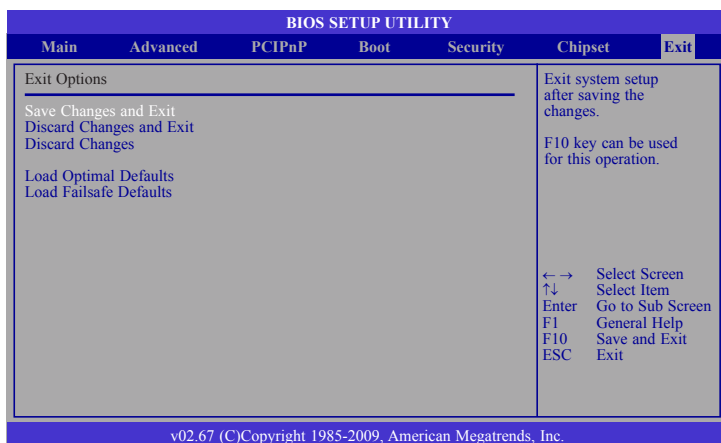 BIOS SETUP UTILITY
Main Advanced PCIPnP Boot Security Chipset Exit
Exit Options
Save Changes and Exit
Discard Changes and Exit
Discard Changes
Load Optimal Defaults
Load Failsafe Defaults
Exit system setup
after saving the
changes.
F10 key can be used
for this operation.
← → Select Screen
↑↓ Select Item
Enter Go to Sub Screen
F1 General Help
F10 Save and Exit
ESC Exit
v02.67 (C)Copyright 1985-2009, American Megatrends, Inc.